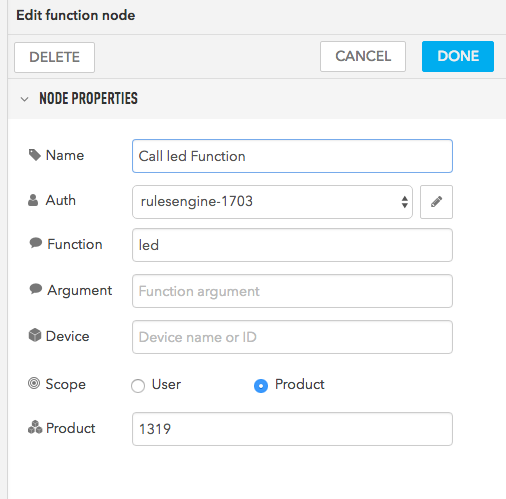 Edit function node
DELETE CANCEL DONE
NODE PROPERTIES
Name Call led Function
Auth rulesengine-1703
Function led
Argument Function argument
Device Device name or ID
Scope User Product
Product 1319